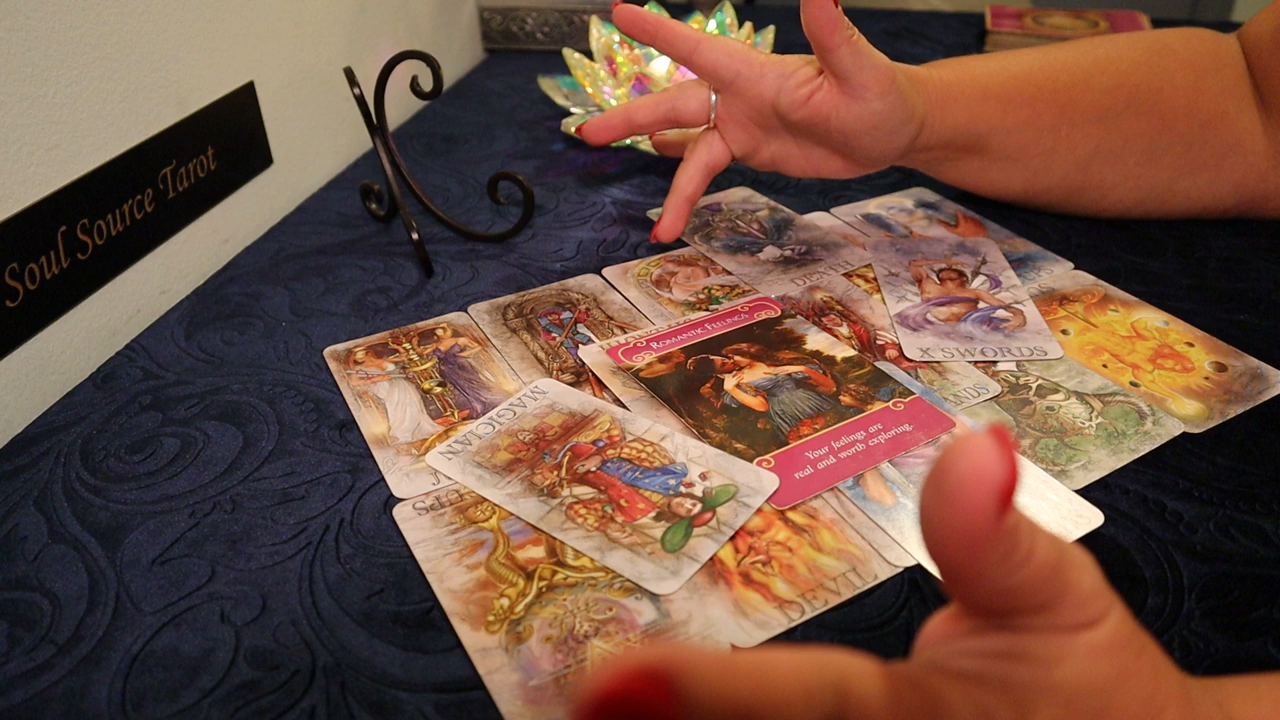 Soul Source Tarot
DEATH
X SWORDS
ROMANTIC FEELINGS
Your feelings are
real and worth exploring.
MAGICIAN
DEVIL